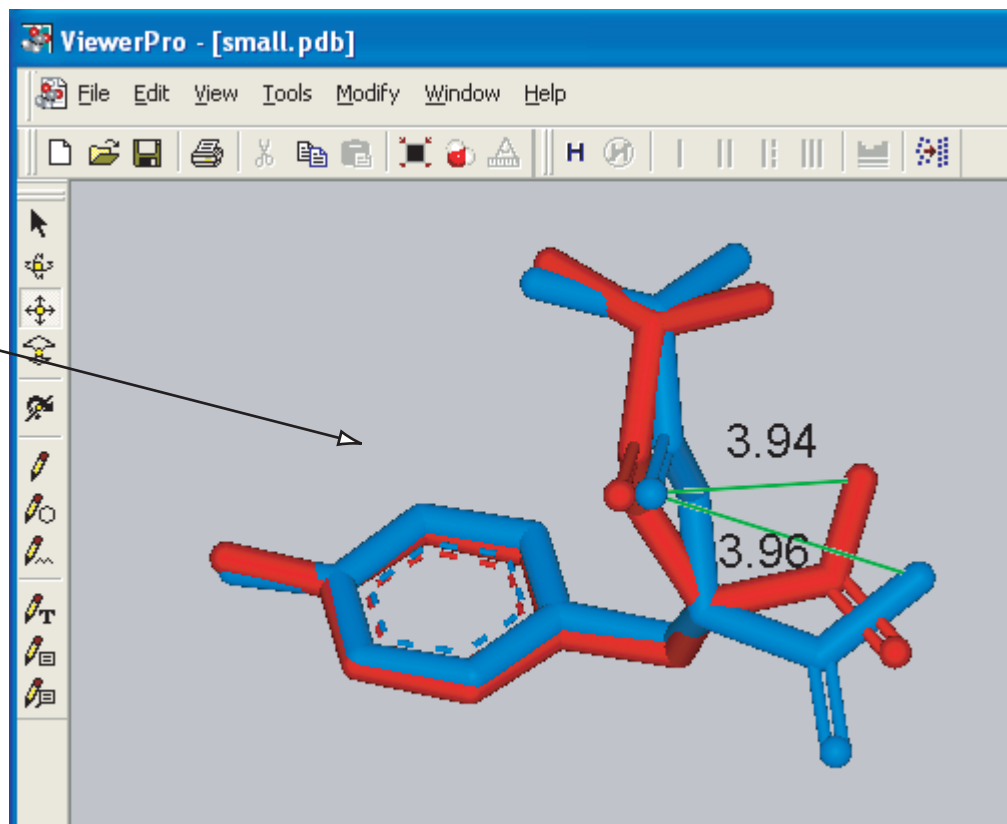 ViewerPro - [small.pdb]
File Edit View Tools Modify Window Help
H H
T
3.94
3.96